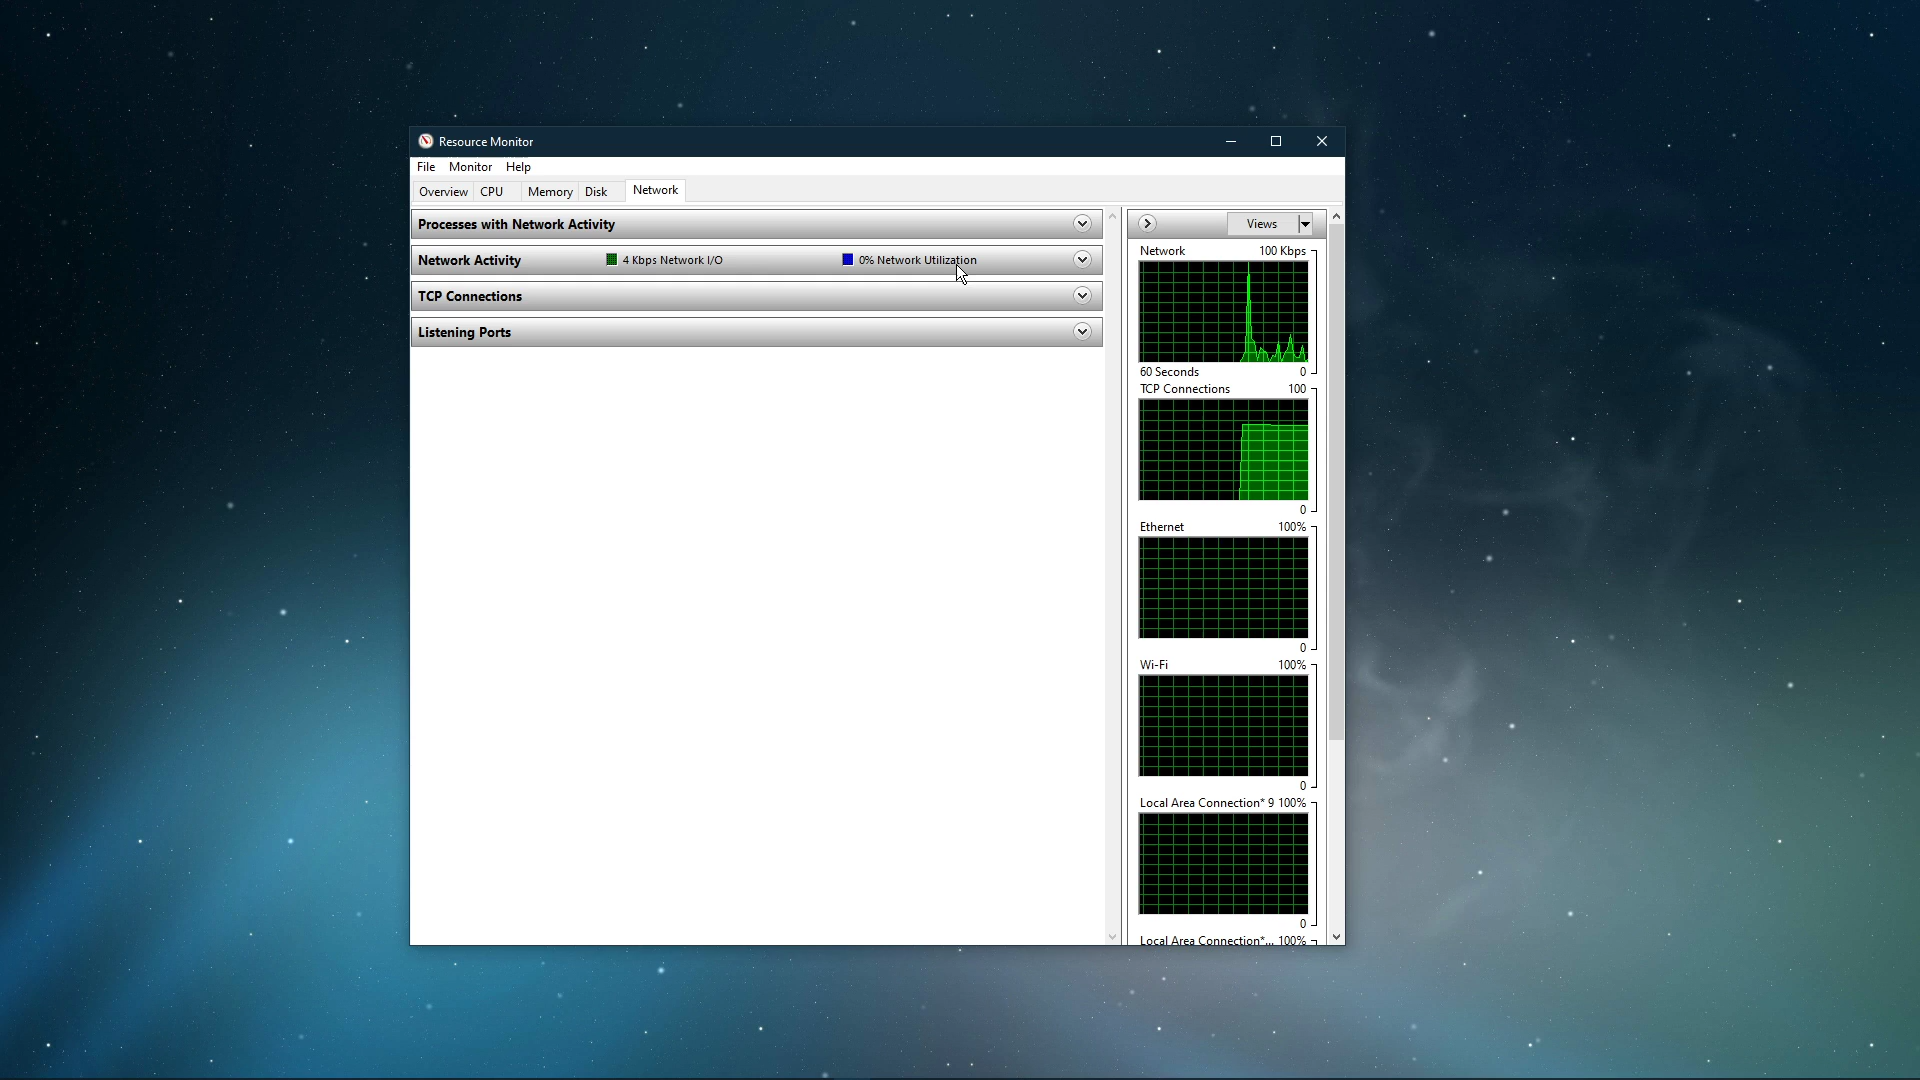 Resource Monitor
File Monitor Help
Overview CPU Memory Disk Network
Processes with Network Activity
Network Activity 4 Kbps Network I/O 0% Network Utilization
TCP Connections
Listening Ports
Views
Network 100 Kbps
60 Seconds 0
TCP Connections 100
0
Ethernet 100%
0
Wi-Fi 100%
0
Local Area Connection* 9 100%
0
Local Area Connection*... 100%